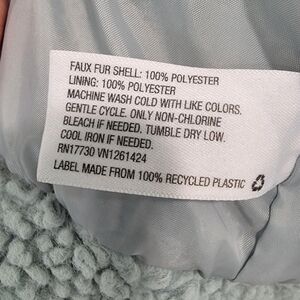 FAUX FUR SHELL: 100% POLYESTER
LINING: 100% POLYESTER
MACHINE WASH COLD WITH LIKE COLORS.
GENTLE CYCLE. ONLY NON-CHLORINE
BLEACH IF NEEDED. TUMBLE DRY LOW.
COOL IRON IF NEEDED.
RN17730 VN1261424
LABEL MADE FROM 100% RECYCLED PLASTIC